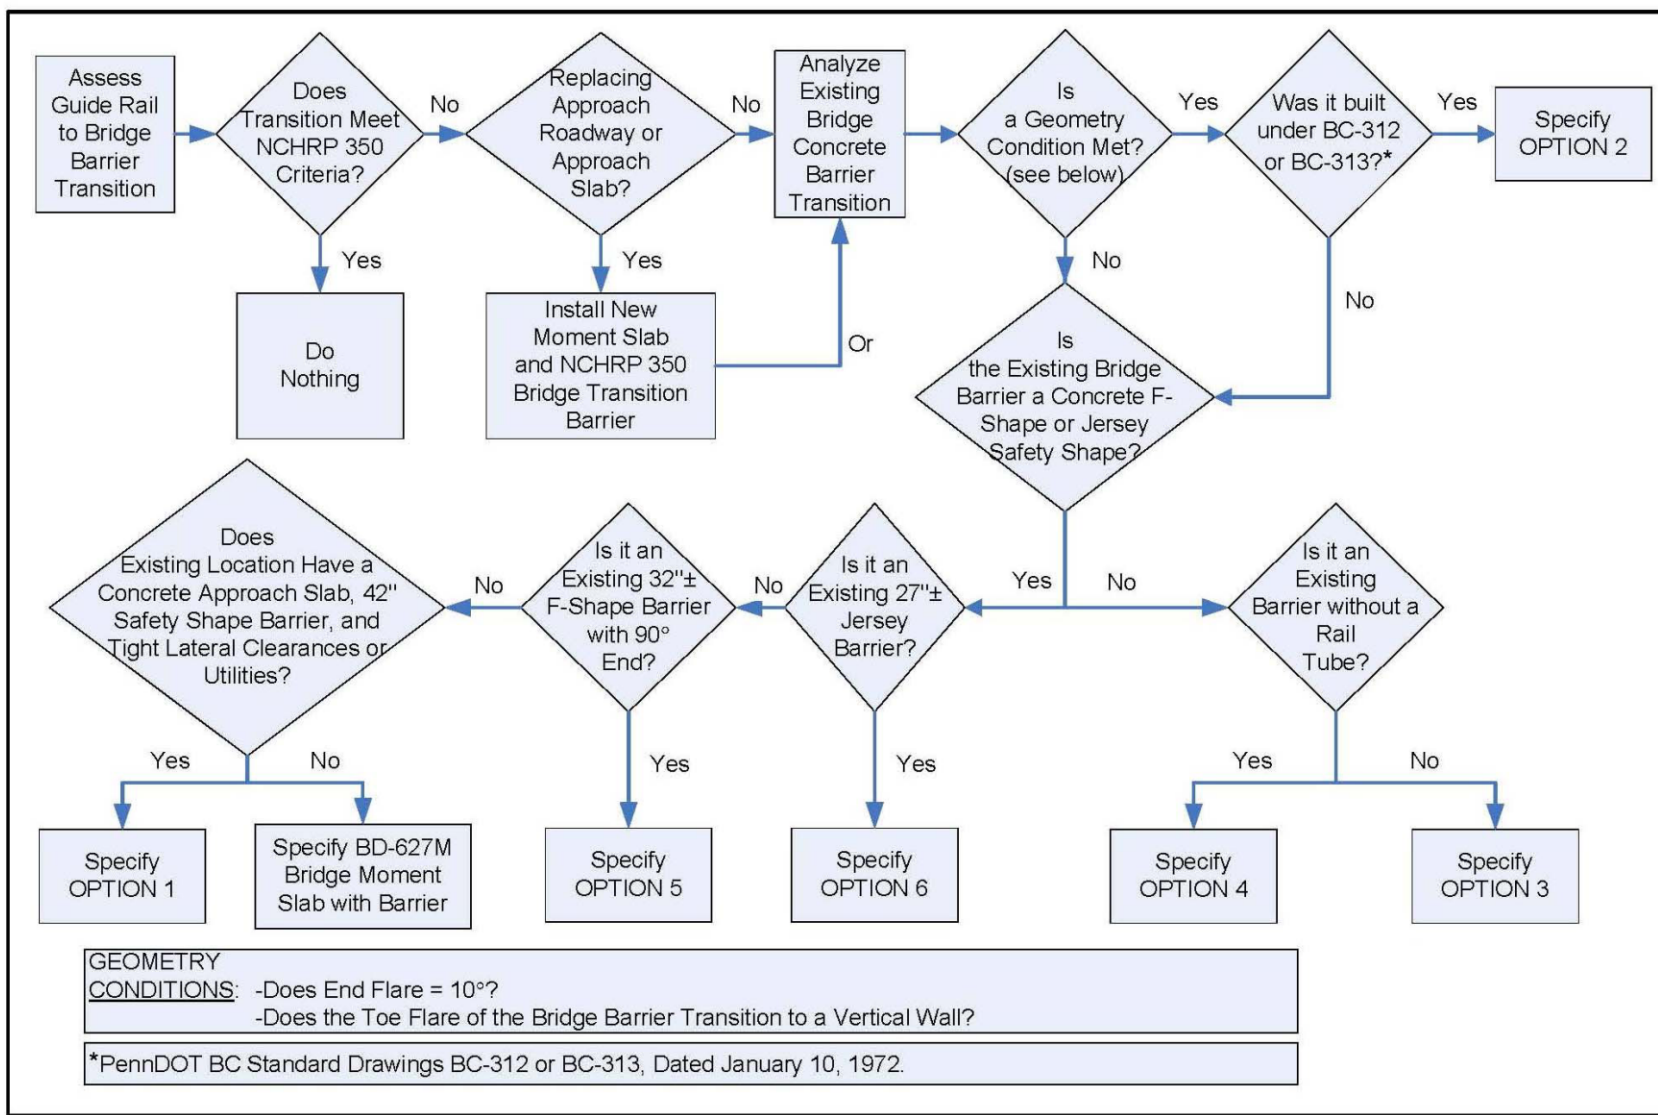 Assess
Guide Rail
to Bridge
Barrier
Transition
Does
Transition Meet
NCHRP 350
Criteria?
No
Yes
Do
Nothing
Replacing
Approach
Roadway or
Approach
Slab?
No
Yes
Install New
Moment Slab
and NCHRP 350
Bridge Transition
Barrier
Or
Analyze
Existing
Bridge
Concrete
Barrier
Transition
Is
a Geometry
Condition Met?
(see below)
Yes
No
Was it built
under BC-312
or BC-313?*
Yes
No
Specify
OPTION 2
Is
the Existing Bridge
Barrier a Concrete F-
Shape or Jersey
Safety Shape?
Yes
No
Does
Existing Location Have a
Concrete Approach Slab, 42"
Safety Shape Barrier, and
Tight Lateral Clearances or
Utilities?
No
Is it an
Existing 32"±
F-Shape Barrier
with 90°
End?
No
Is it an
Existing 27"±
Jersey
Barrier?
Is it an
Existing
Barrier without a
Rail
Tube?
Yes
No
Yes
Yes
Yes
No
Specify
OPTION 1
Specify BD-627M
Bridge Moment
Slab with Barrier
Specify
OPTION 5
Specify
OPTION 6
Specify
OPTION 4
Specify
OPTION 3
GEOMETRY
CONDITIONS: -Does End Flare = 10°?
-Does the Toe Flare of the Bridge Barrier Transition to a Vertical Wall?
*PennDOT BC Standard Drawings BC-312 or BC-313, Dated January 10, 1972.